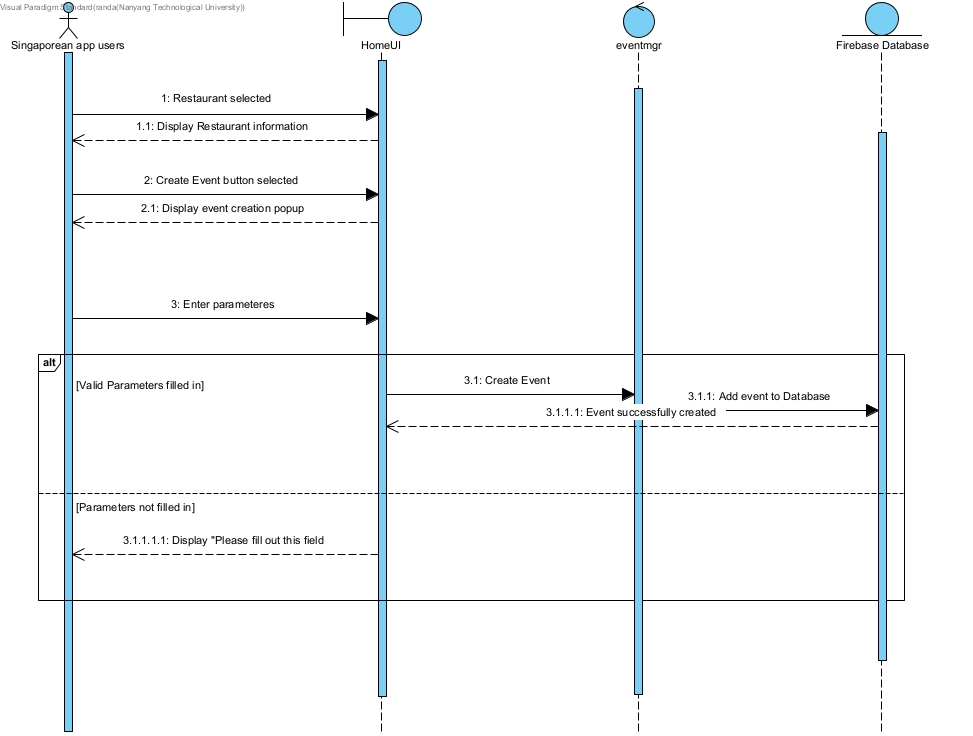 Visual Paradigm Standard(randa(Nanyang Technological University))
Singaporean app users
HomeUI
eventmgr
Firebase Database
1: Restaurant selected
1.1: Display Restaurant information
2: Create Event button selected
2.1: Display event creation popup
3: Enter parameteres
alt
[Valid Parameters filled in]
3.1: Create Event
3.1.1: Add event to Database
3.1.1.1: Event successfully created
[Parameters not filled in]
3.1.1.1.1: Display "Please fill out this field